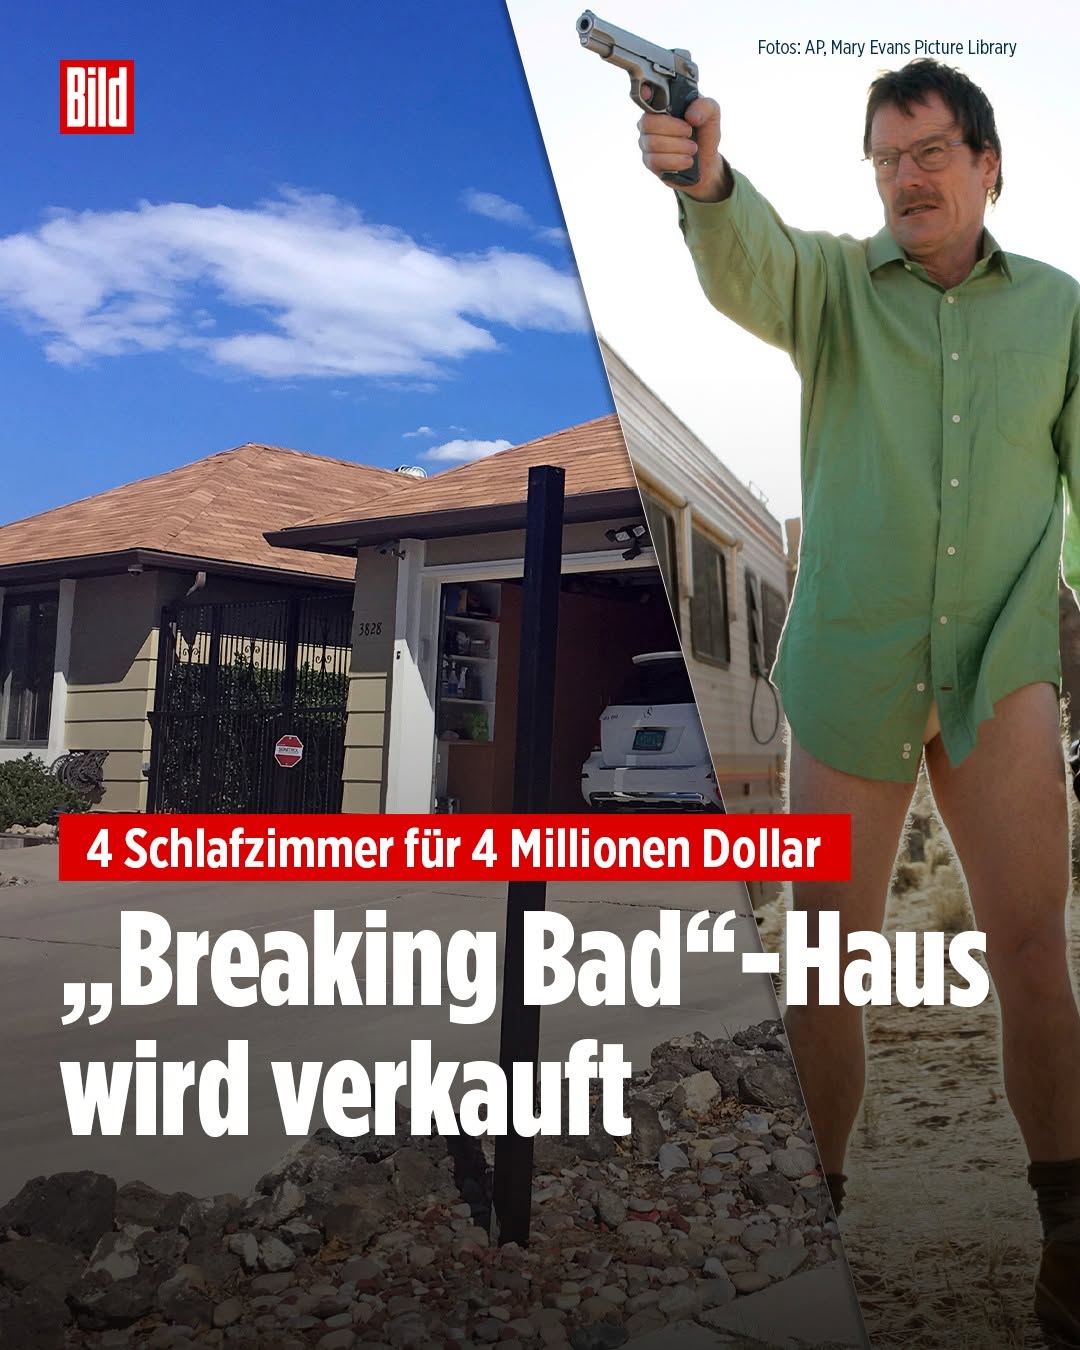 Fotos: AP, Mary Evans Picture Library
Bild
3828
4 Schlafzimmer für 4 Millionen Dollar
„Breaking Bad“-Haus
wird verkauft